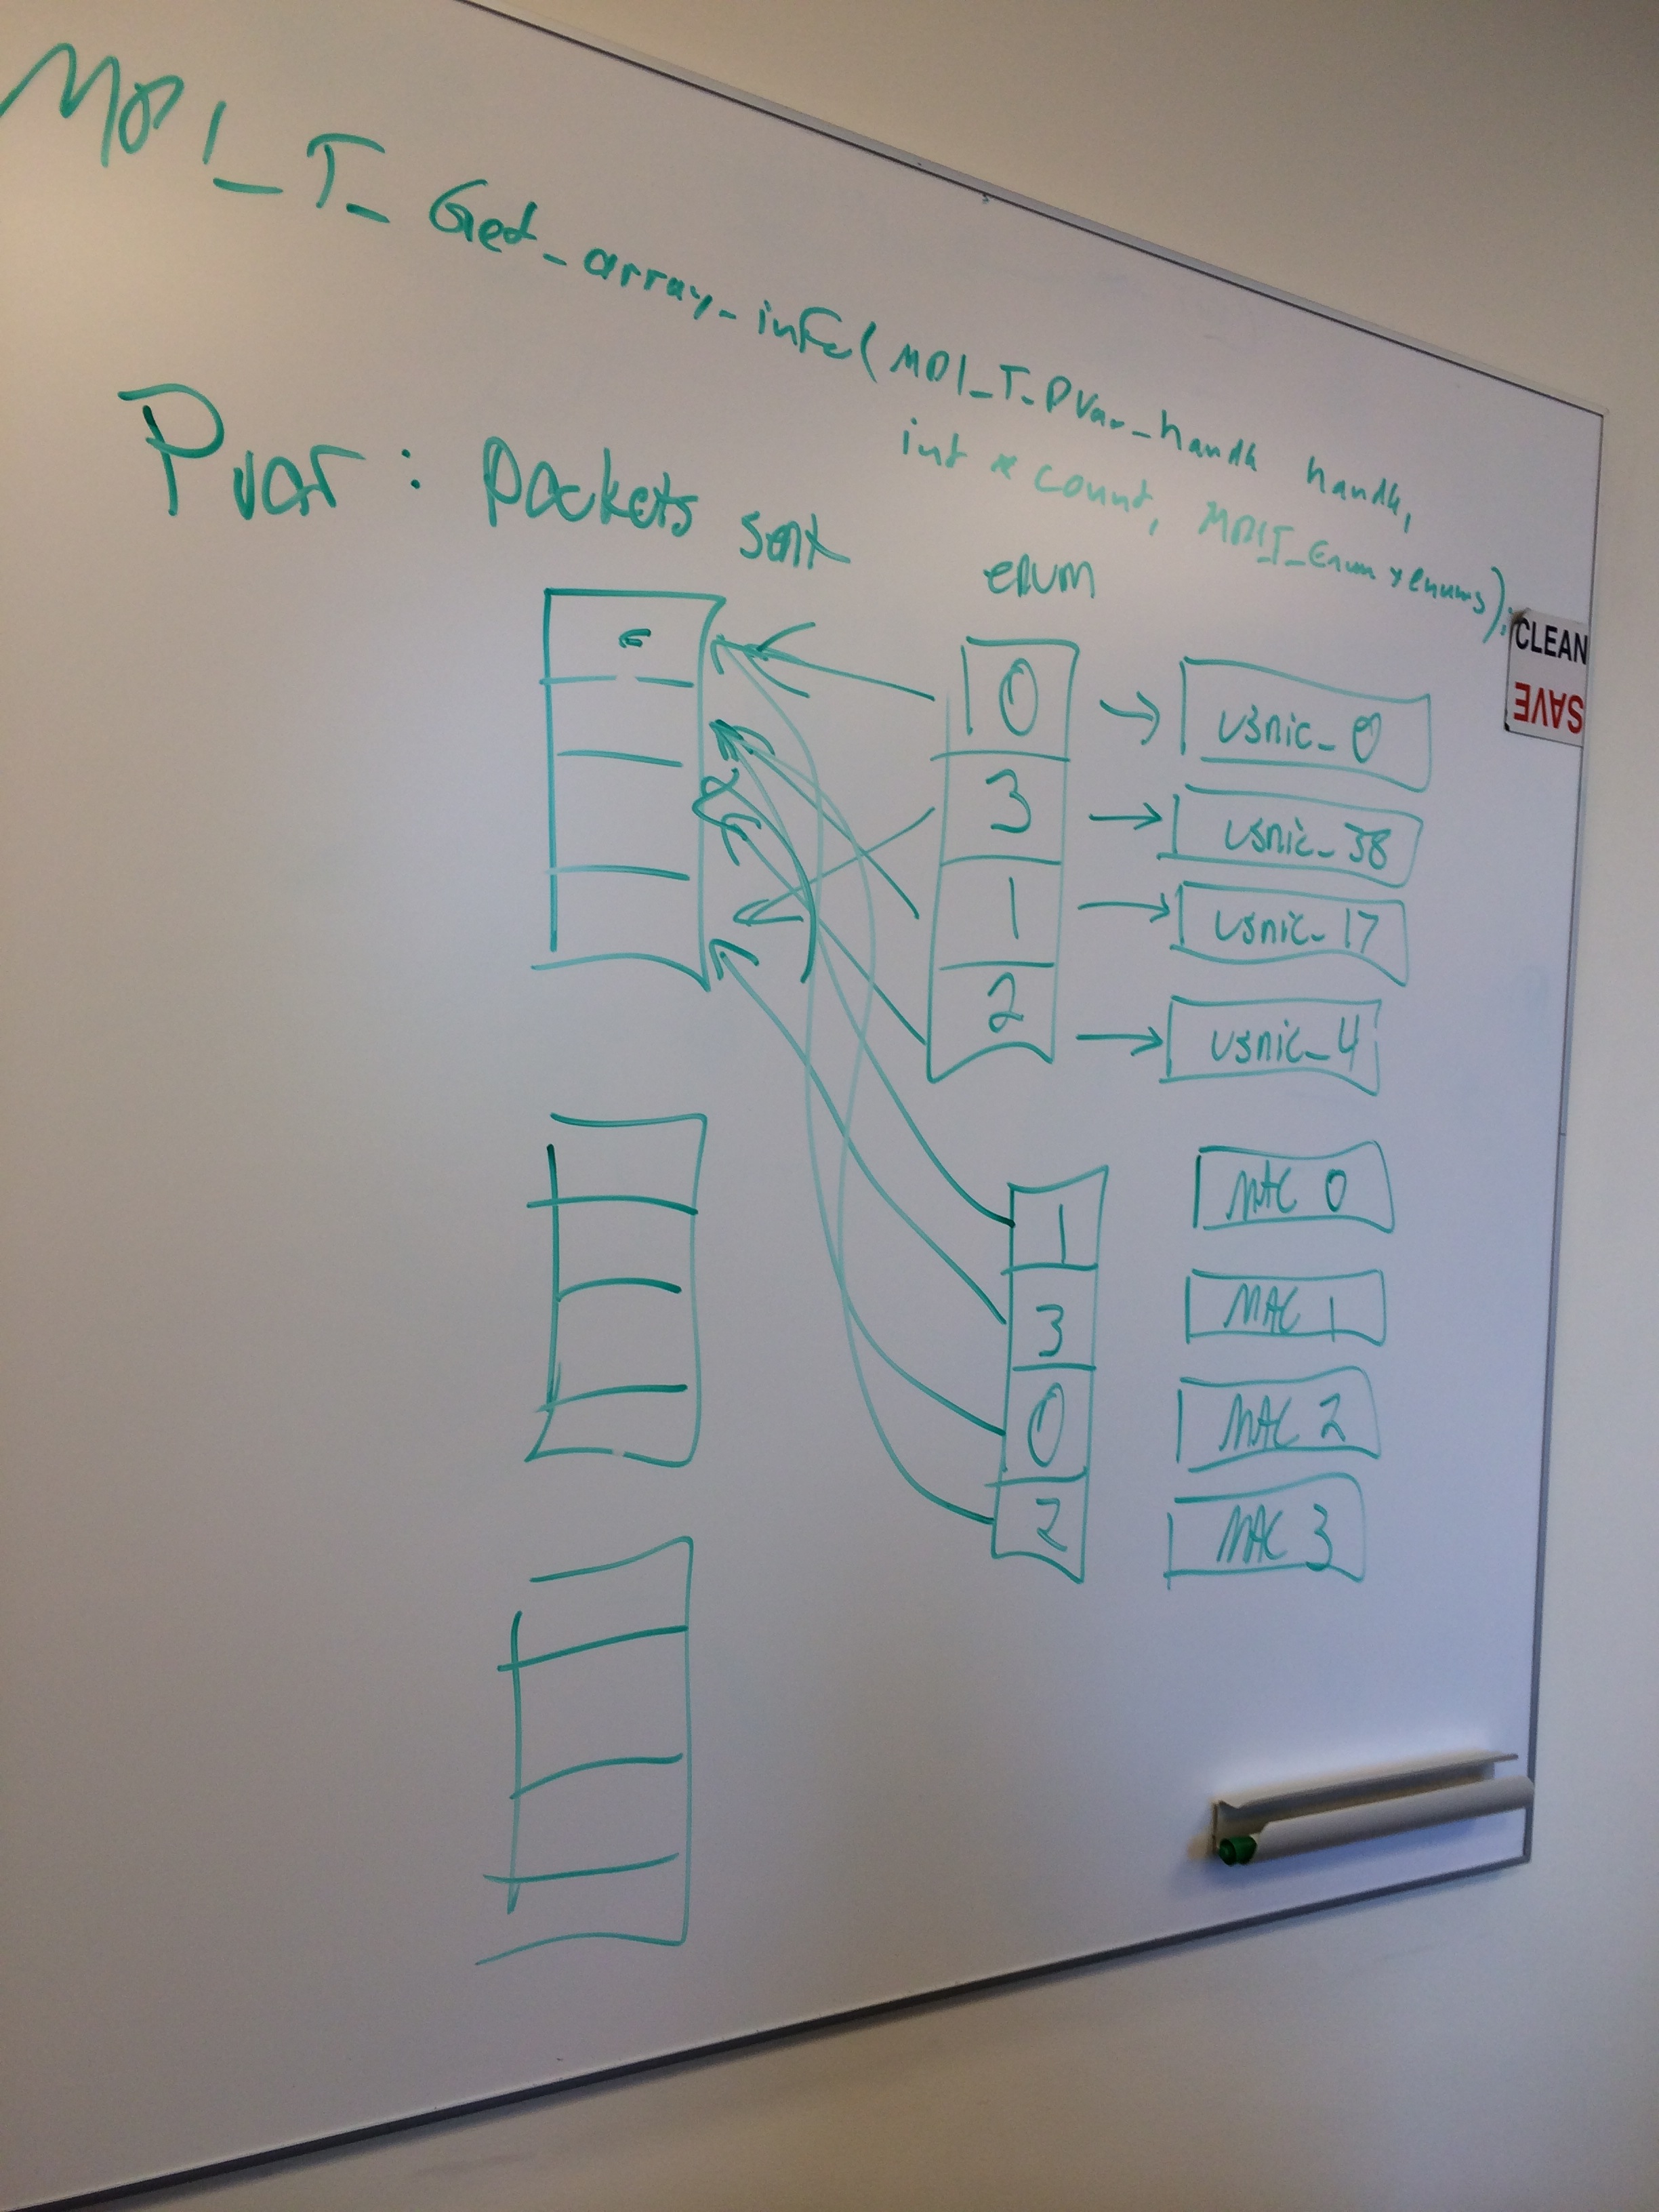 MPI_T_Get_array_info(MPI_T_Pvar_handle handle,
int *count, MPI_T_Enum *enums);
Pvar: packets sent
enum
0 usnic_0
3 usnic_38
1 usnic_17
2 usnic_4
1 MAC 0
3 MAC 1
0 MAC 2
2 MAC 3
CLEAN
SAVE